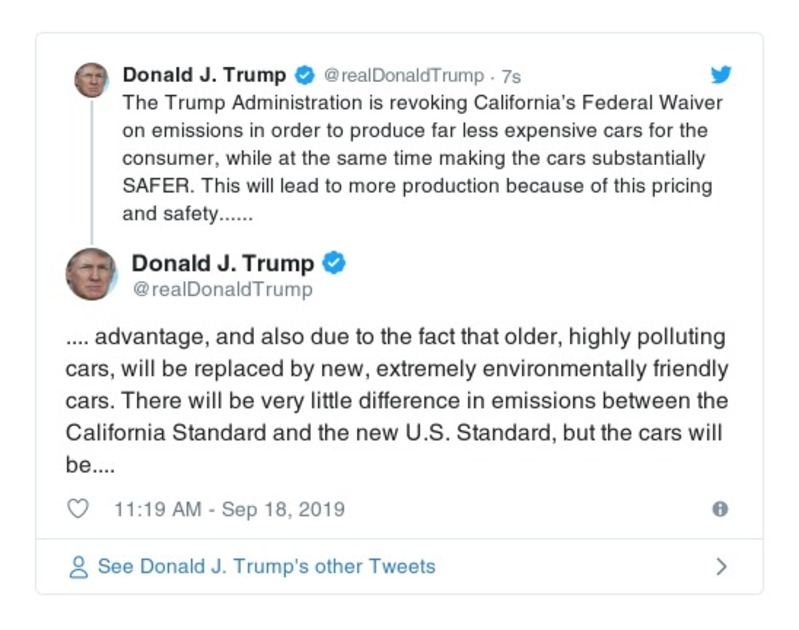 Donald J. Trump @realDonaldTrump · 7s
The Trump Administration is revoking California's Federal Waiver
on emissions in order to produce far less expensive cars for the
consumer, while at the same time making the cars substantially
SAFER. This will lead to more production because of this pricing
and safety......
Donald J. Trump
@realDonaldTrump
.... advantage, and also due to the fact that older, highly polluting
cars, will be replaced by new, extremely environmentally friendly
cars. There will be very little difference in emissions between the
California Standard and the new U.S. Standard, but the cars will
be....
11:19 AM - Sep 18, 2019
See Donald J. Trump's other Tweets